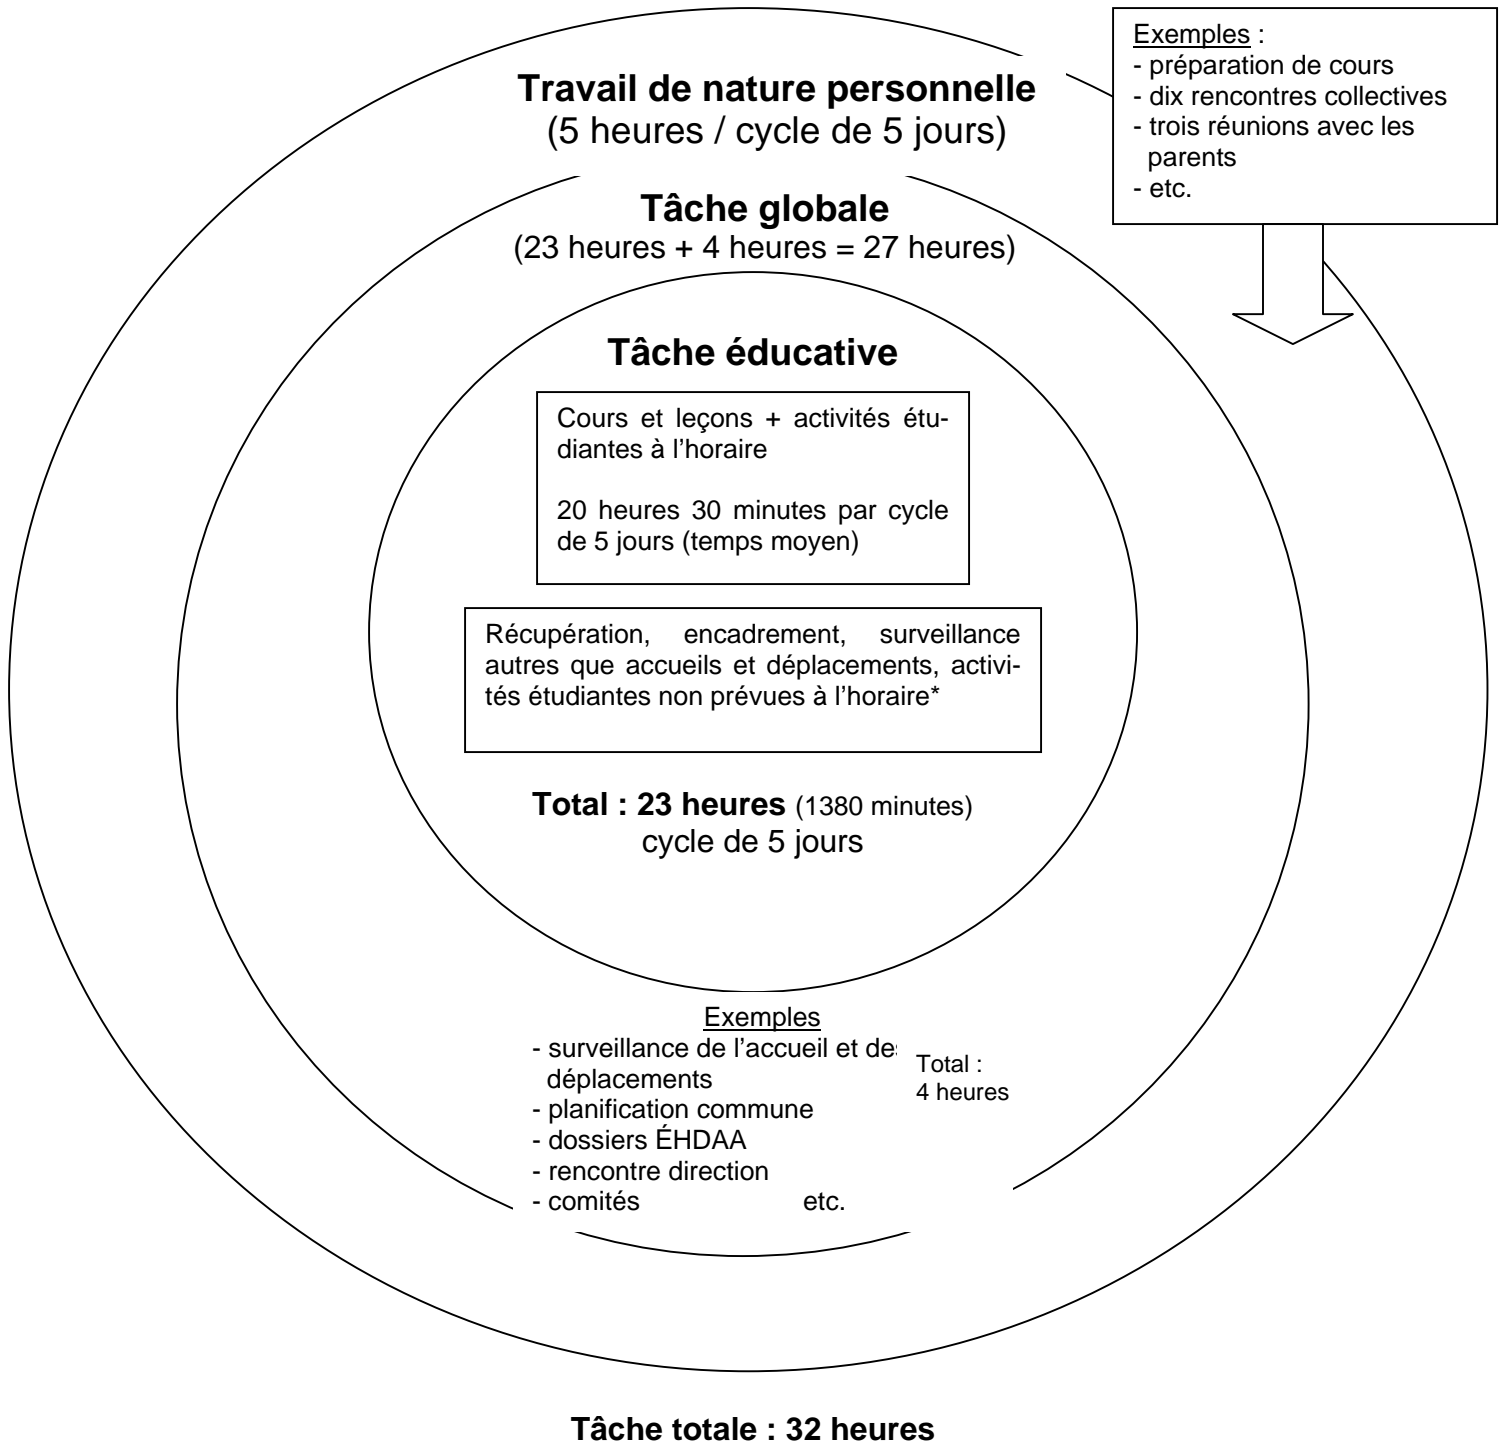 Travail de nature personnelle
(5 heures / cycle de 5 jours)
Exemples :
- préparation de cours
- dix rencontres collectives
- trois réunions avec les
parents
- etc.
Tâche globale
(23 heures + 4 heures = 27 heures)
Tâche éducative
Cours et leçons + activités étu-
diantes à l'horaire
20 heures 30 minutes par cycle
de 5 jours (temps moyen)
Récupération, encadrement, surveillance
autres que accueils et déplacements, activi-
tés étudiantes non prévues à l'horaire*
Total : 23 heures (1380 minutes)
cycle de 5 jours
Exemples
- surveillance de l'accueil et des
déplacements
- planification commune
- dossiers ÉHDAA
- rencontre direction
- comités etc.
Total :
4 heures
Tâche totale : 32 heures